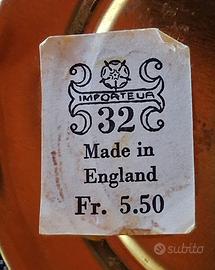 IMPORTEUR
32
Made in
England
Fr. 5.50
subito